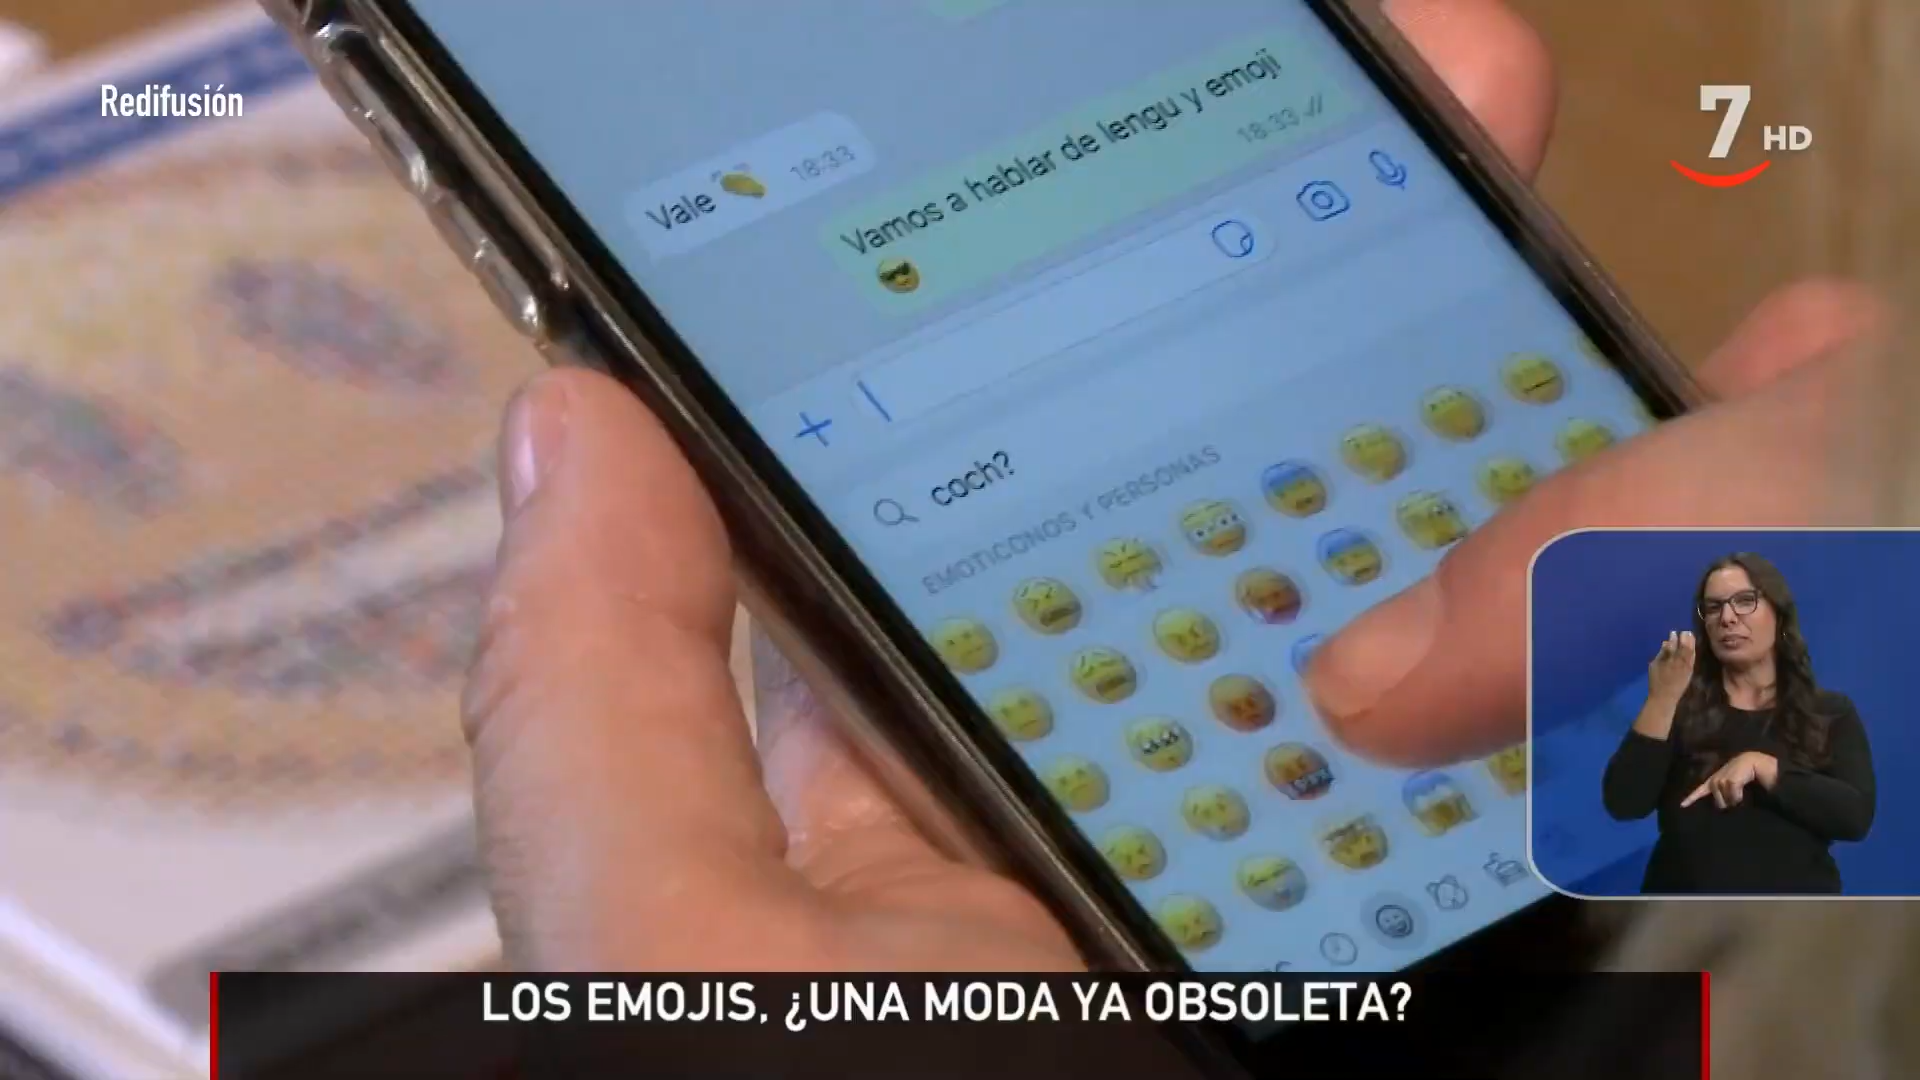 Redifusión
7 HD
Vale 👏 18:33
Vamos a hablar de lengu y emoji
😎 18:33
coch?
EMOTICONOS Y PERSONAS
LOS EMOJIS, ¿UNA MODA YA OBSOLETA?